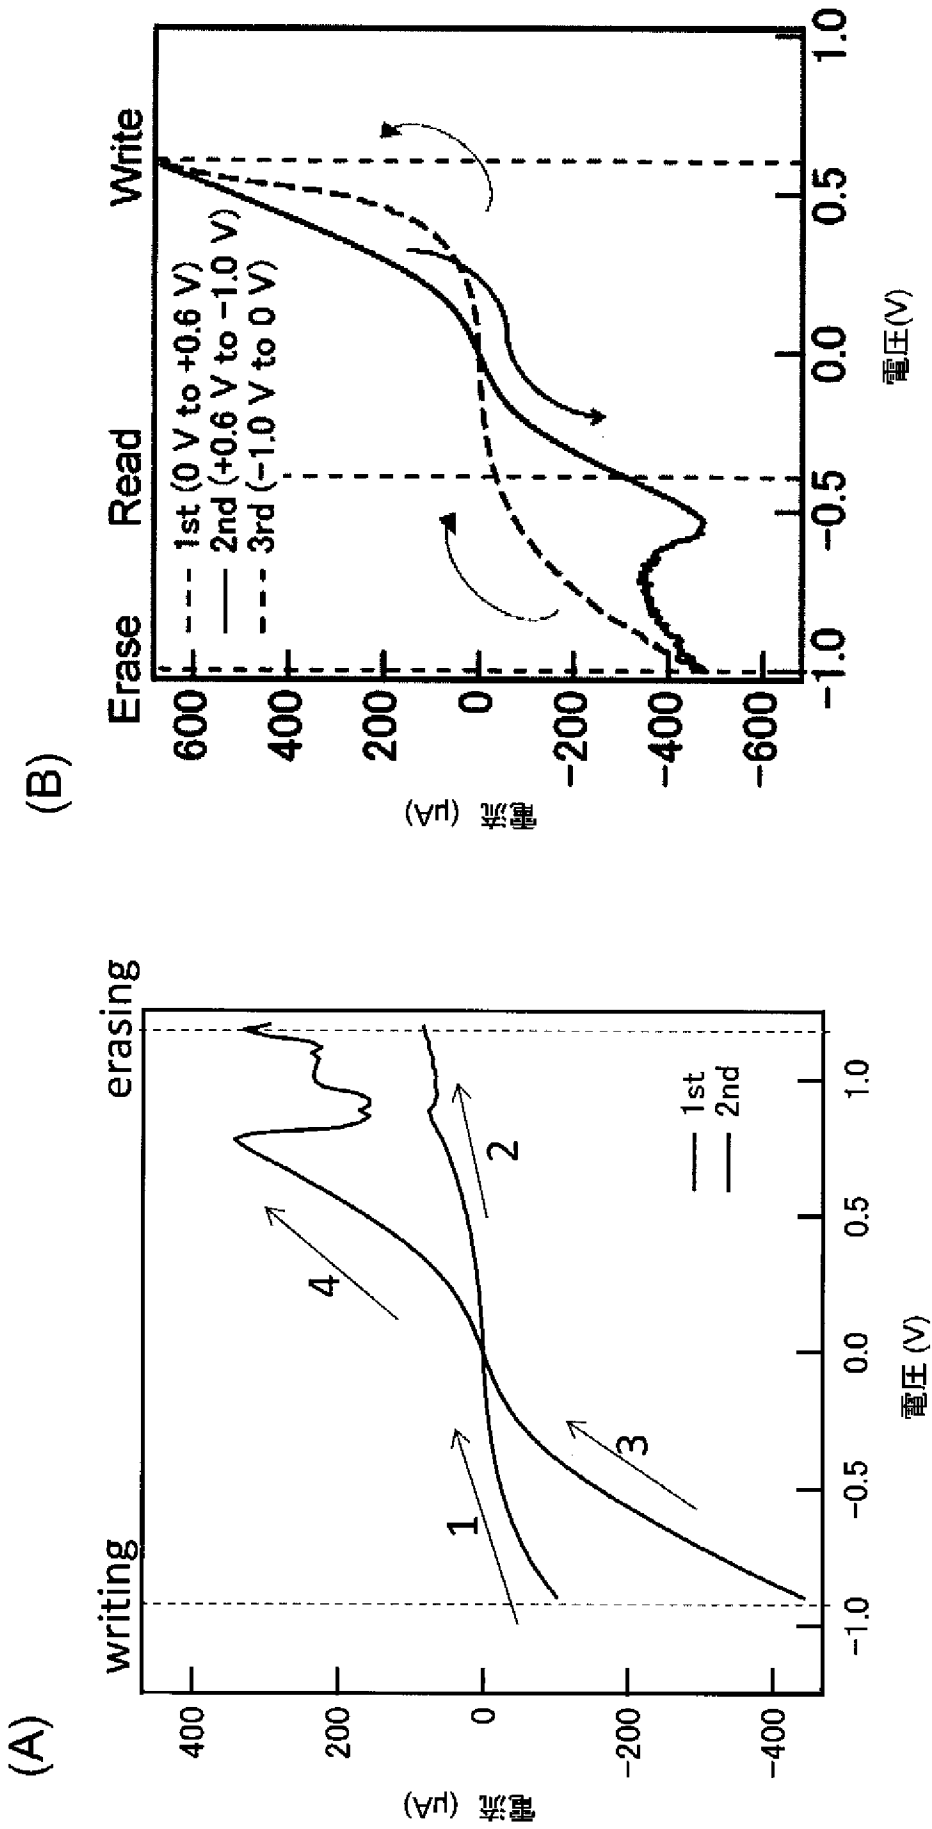 (A)
writing
erasing
400
200
0
−200
−400
電流 (μA)
1
2
3
4
1st
2nd
−1.0
−0.5
0.0
0.5
1.0
電圧 (V)
(B)
Erase
Read
Write
1st (0 V to +0.6 V)
2nd (+0.6 V to −1.0 V)
3rd (−1.0 V to 0 V)
600
400
200
0
−200
−400
−600
電流 (μA)
−1.0
−0.5
0.0
0.5
1.0
電圧(V)